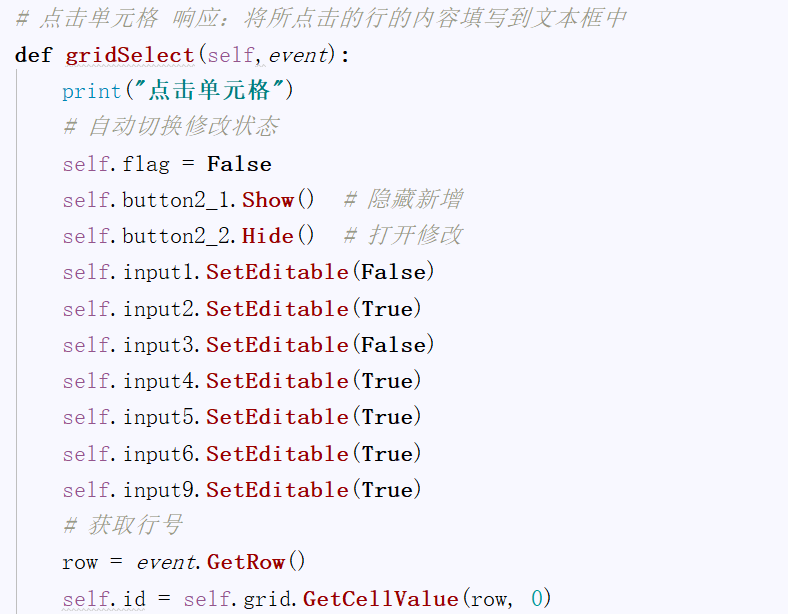 # 点击单元格 响应：将所点击的行的内容填写到文本框中
def gridSelect(self,event):
print("点击单元格")
# 自动切换修改状态
self.flag = False
self.button2_1.Show() # 隐藏新增
self.button2_2.Hide() # 打开修改
self.input1.SetEditable(False)
self.input2.SetEditable(True)
self.input3.SetEditable(False)
self.input4.SetEditable(True)
self.input5.SetEditable(True)
self.input6.SetEditable(True)
self.input9.SetEditable(True)
# 获取行号
row = event.GetRow()
self.id = self.grid.GetCellValue(row, 0)